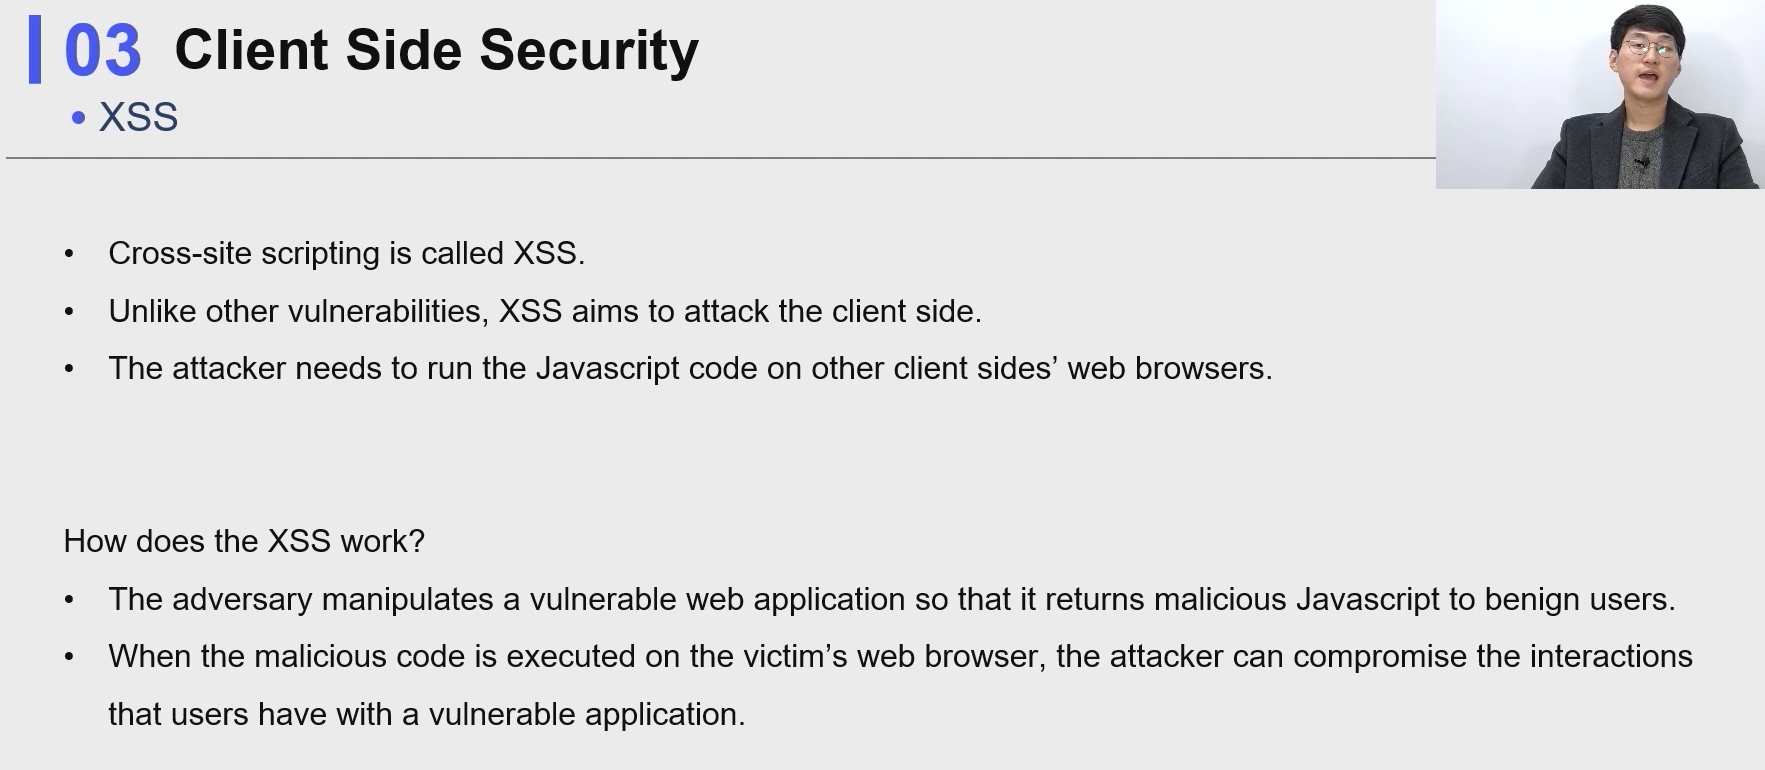 03 Client Side Security
• XSS
• Cross-site scripting is called XSS.
• Unlike other vulnerabilities, XSS aims to attack the client side.
• The attacker needs to run the Javascript code on other client sides’ web browsers.
How does the XSS work?
• The adversary manipulates a vulnerable web application so that it returns malicious Javascript to benign users.
• When the malicious code is executed on the victim’s web browser, the attacker can compromise the interactions
that users have with a vulnerable application.